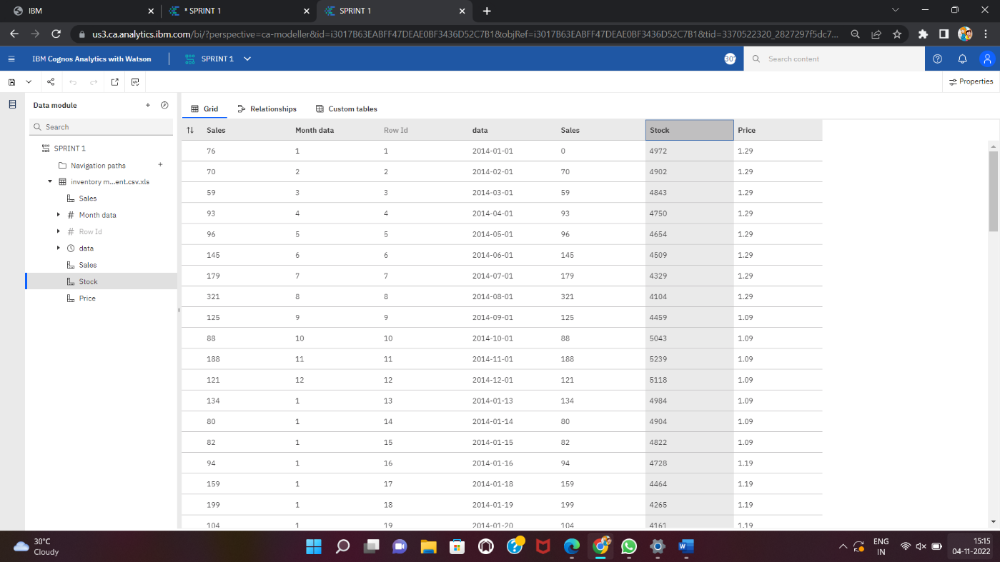 IBM
* SPRINT 1
SPRINT 1
us3.ca.analytics.ibm.com/bi/?perspective=ca-modeller&id=i3017B63EABFF47DEAE0BF3436D52C7B1&objRef=i3017B63EABFF47DEAE0BF3436D52C7B1&tid=3370522320_2827297f5dc7...
IBM Cognos Analytics with Watson
SPRINT 1
Search content
Properties
Data module
Search
SPRINT 1
Navigation paths
inventory m...ent.csv.xls
Sales
# Month data
# Row Id
data
Sales
Stock
Price
Grid Relationships Custom tables
Sales Month data Row Id data Sales Stock Price
76 1 1 2014-01-01 0 4972 1.29
70 2 2 2014-02-01 70 4902 1.29
59 3 3 2014-03-01 59 4843 1.29
93 4 4 2014-04-01 93 4750 1.29
96 5 5 2014-05-01 96 4654 1.29
145 6 6 2014-06-01 145 4509 1.29
179 7 7 2014-07-01 179 4329 1.29
321 8 8 2014-08-01 321 4104 1.29
125 9 9 2014-09-01 125 4459 1.09
88 10 10 2014-10-01 88 5043 1.09
188 11 11 2014-11-01 188 5239 1.09
121 12 12 2014-12-01 121 5118 1.09
134 1 13 2014-01-13 134 4984 1.09
80 1 14 2014-01-14 80 4904 1.09
82 1 15 2014-01-15 82 4822 1.09
94 1 16 2014-01-16 94 4728 1.19
159 1 17 2014-01-18 159 4464 1.19
199 1 18 2014-01-19 199 4265 1.19
104 1 19 2014-01-20 104 4161 1.19
30°C
Cloudy
ENG
IN
15:15
04-11-2022